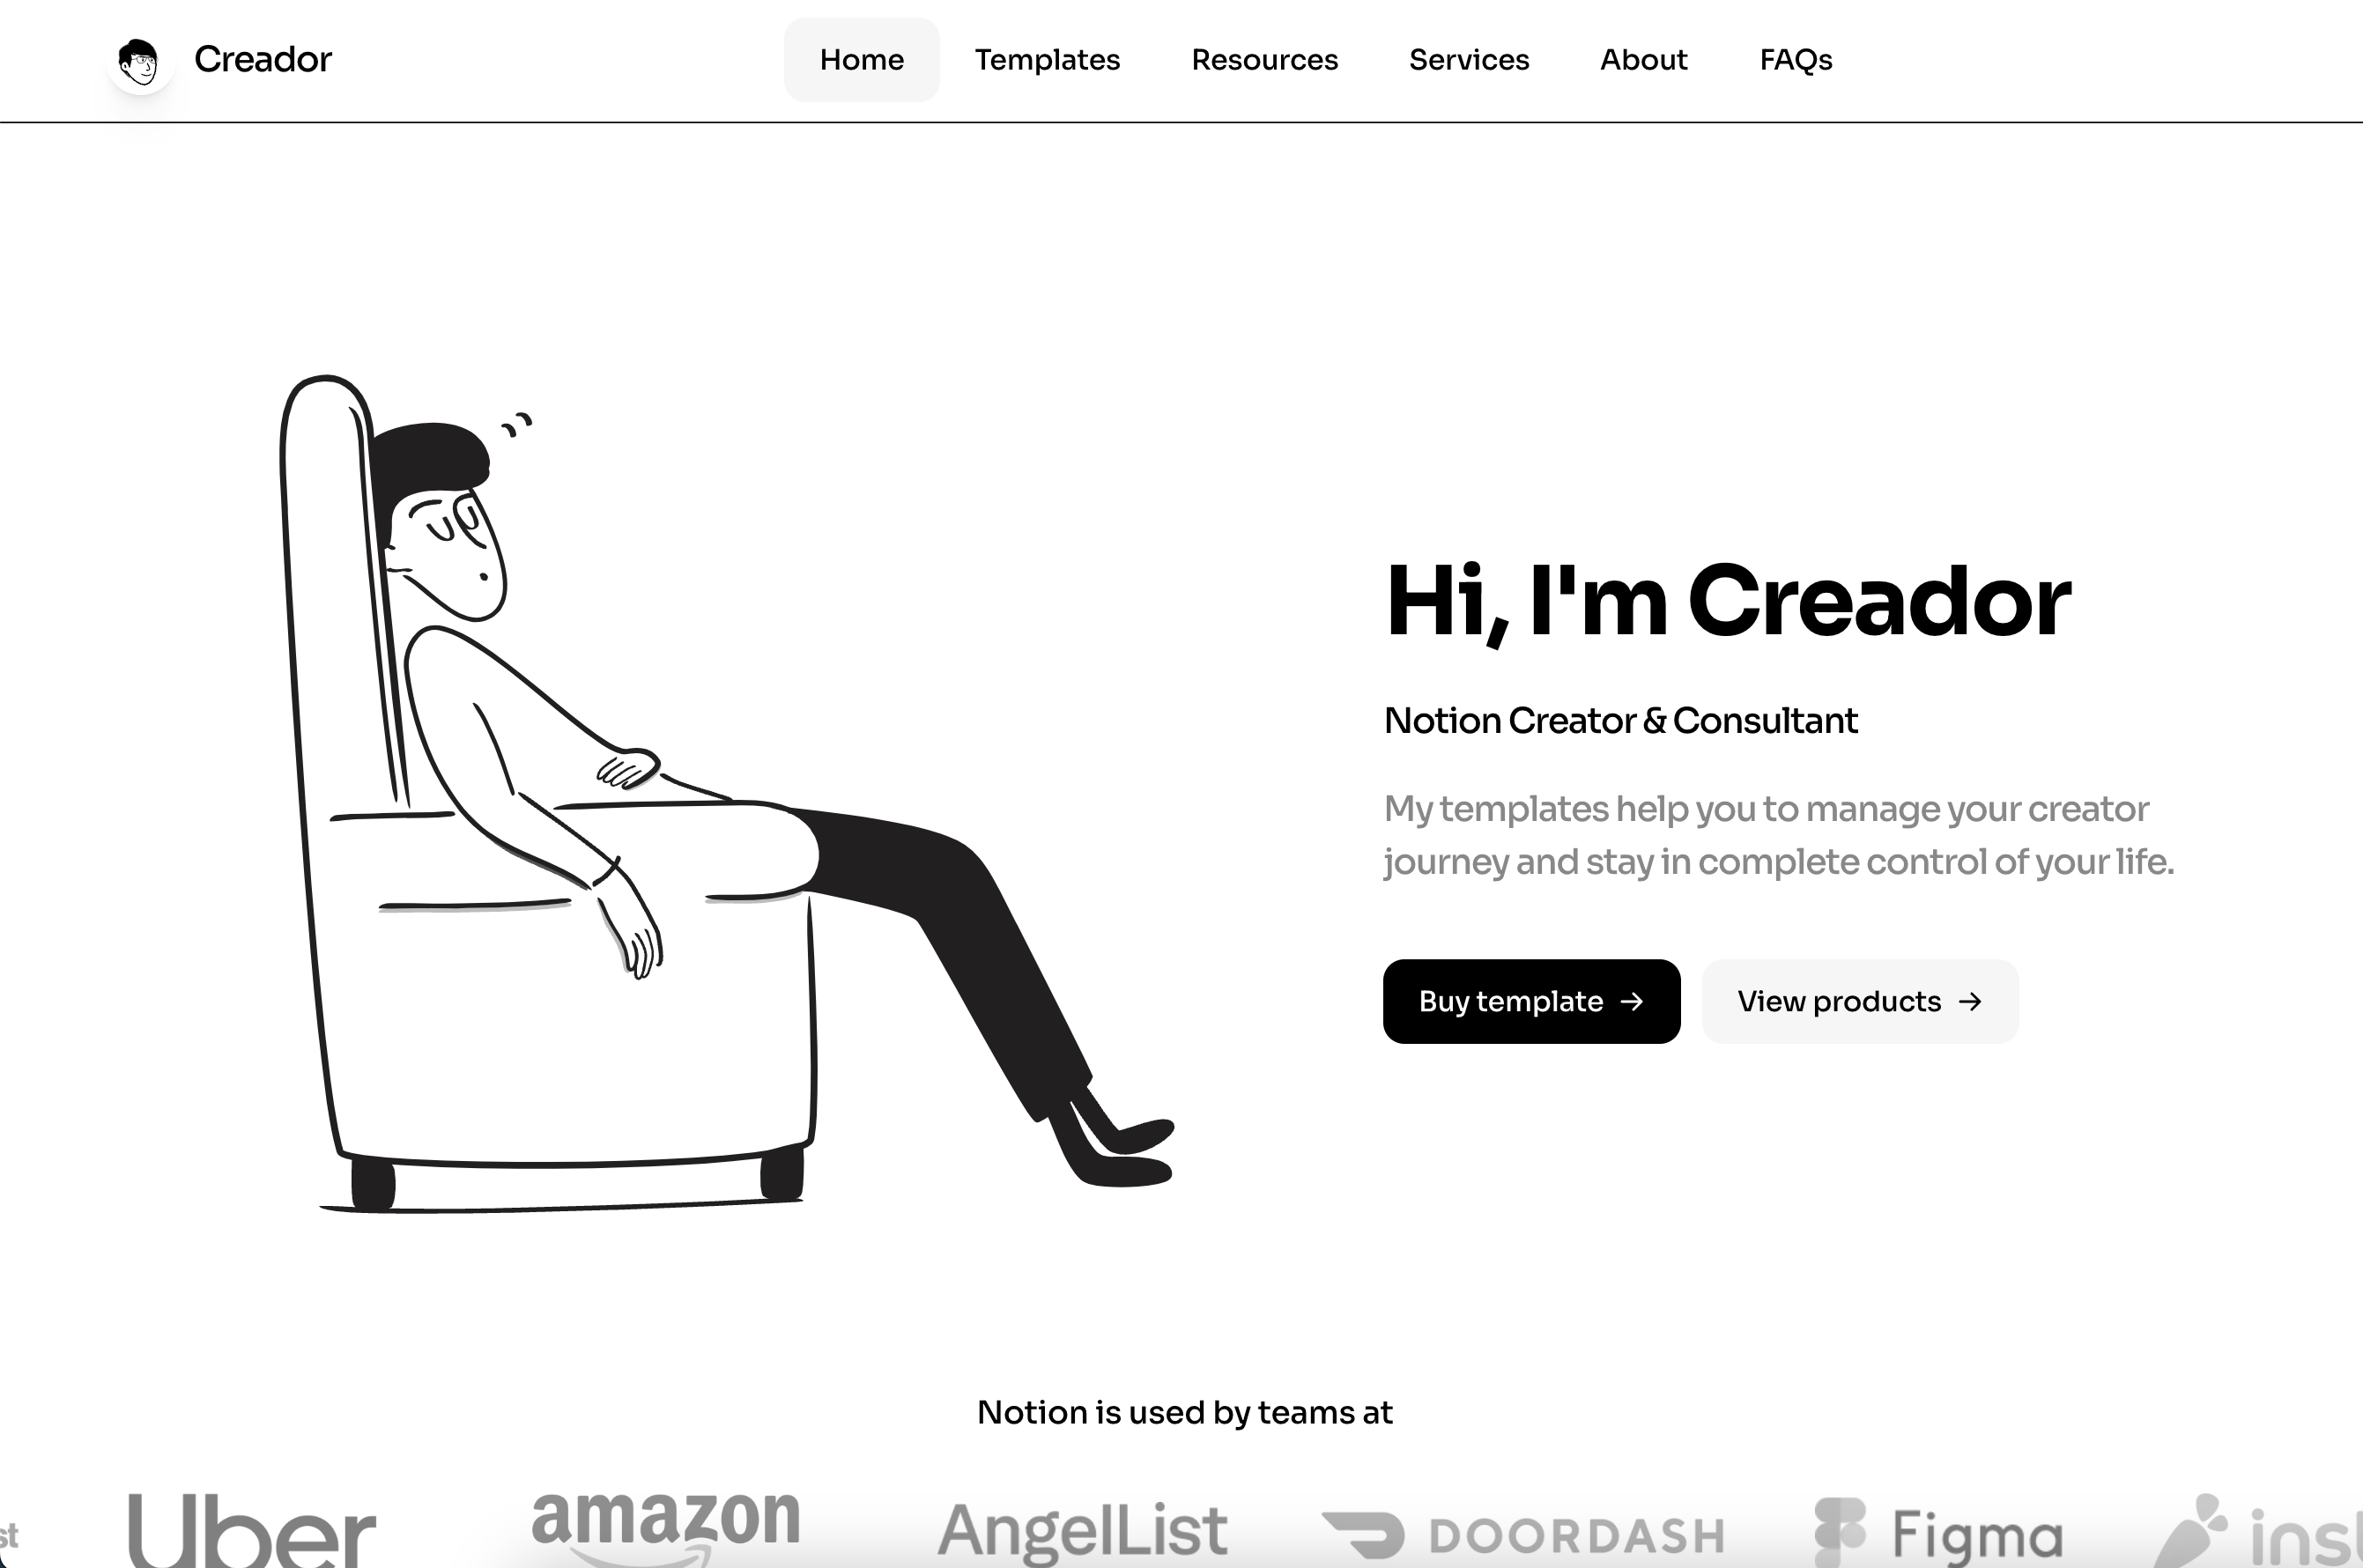 Creador
Home
Templates
Resources
Services
About
FAQs
Hi, I'm Creador
Notion Creator & Consultant
My templates help you to manage your creator
journey and stay in complete control of your life.
Buy template →
View products →
Notion is used by teams at
st
Uber
amazon
AngelList
DOORDASH
Figma